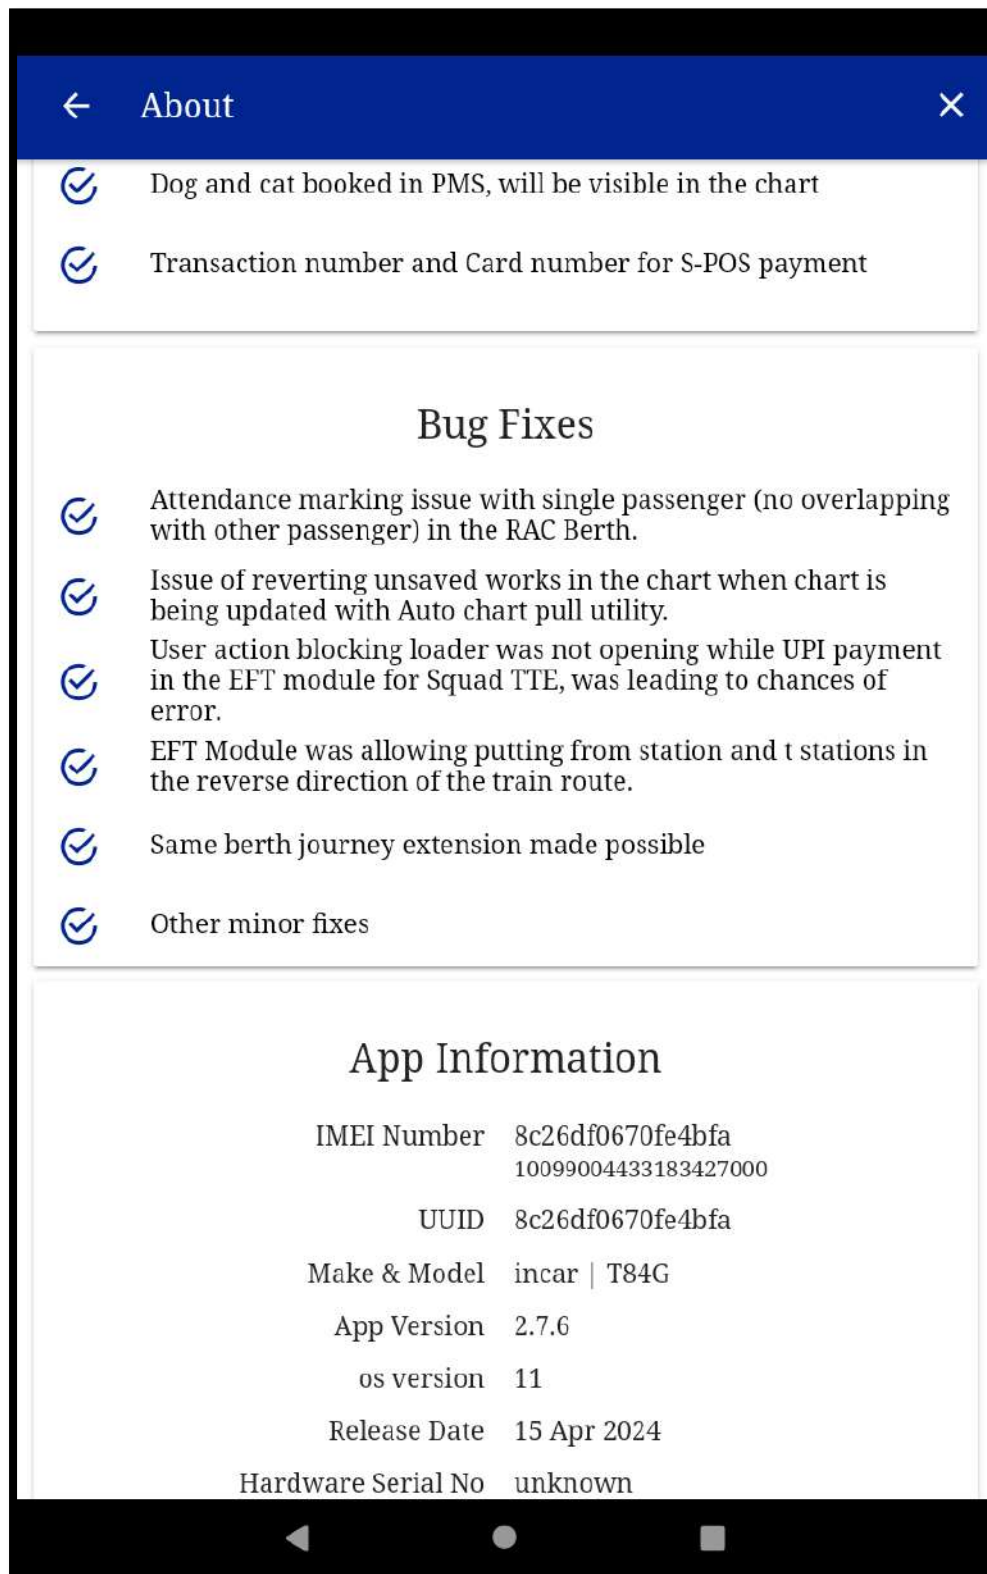 About
Dog and cat booked in PMS, will be visible in the chart
Transaction number and Card number for S-POS payment
Bug Fixes
Attendance marking issue with single passenger (no overlapping
with other passenger) in the RAC Berth.
Issue of reverting unsaved works in the chart when chart is
being updated with Auto chart pull utility.
User action blocking loader was not opening while UPI payment
in the EFT module for Squad TTE, was leading to chances of
error.
EFT Module was allowing putting from station and t stations in
the reverse direction of the train route.
Same berth journey extension made possible
Other minor fixes
App Information
IMEI Number 8c26df0670fe4bfa
10099004433183427000
UUID 8c26df0670fe4bfa
Make & Model incar | T84G
App Version 2.7.6
os version 11
Release Date 15 Apr 2024
Hardware Serial No unknown